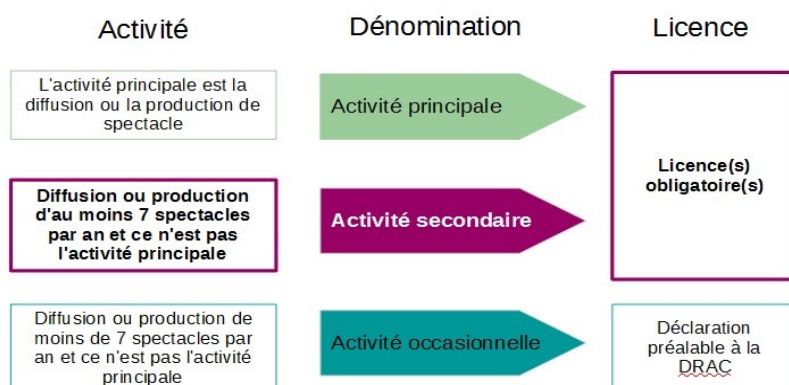 Activité
Dénomination
Licence
L'activité principale est la
diffusion ou la production de
spectacle
Activité principale
Licence(s)
obligatoire(s)
Diffusion ou production
d'au moins 7 spectacles
par an et ce n'est pas
l'activité principale
Activité secondaire
Diffusion ou production de
moins de 7 spectacles par
an et ce n'est pas l'activité
principale
Activité occasionnelle
Déclaration
préalable à la
DRAC